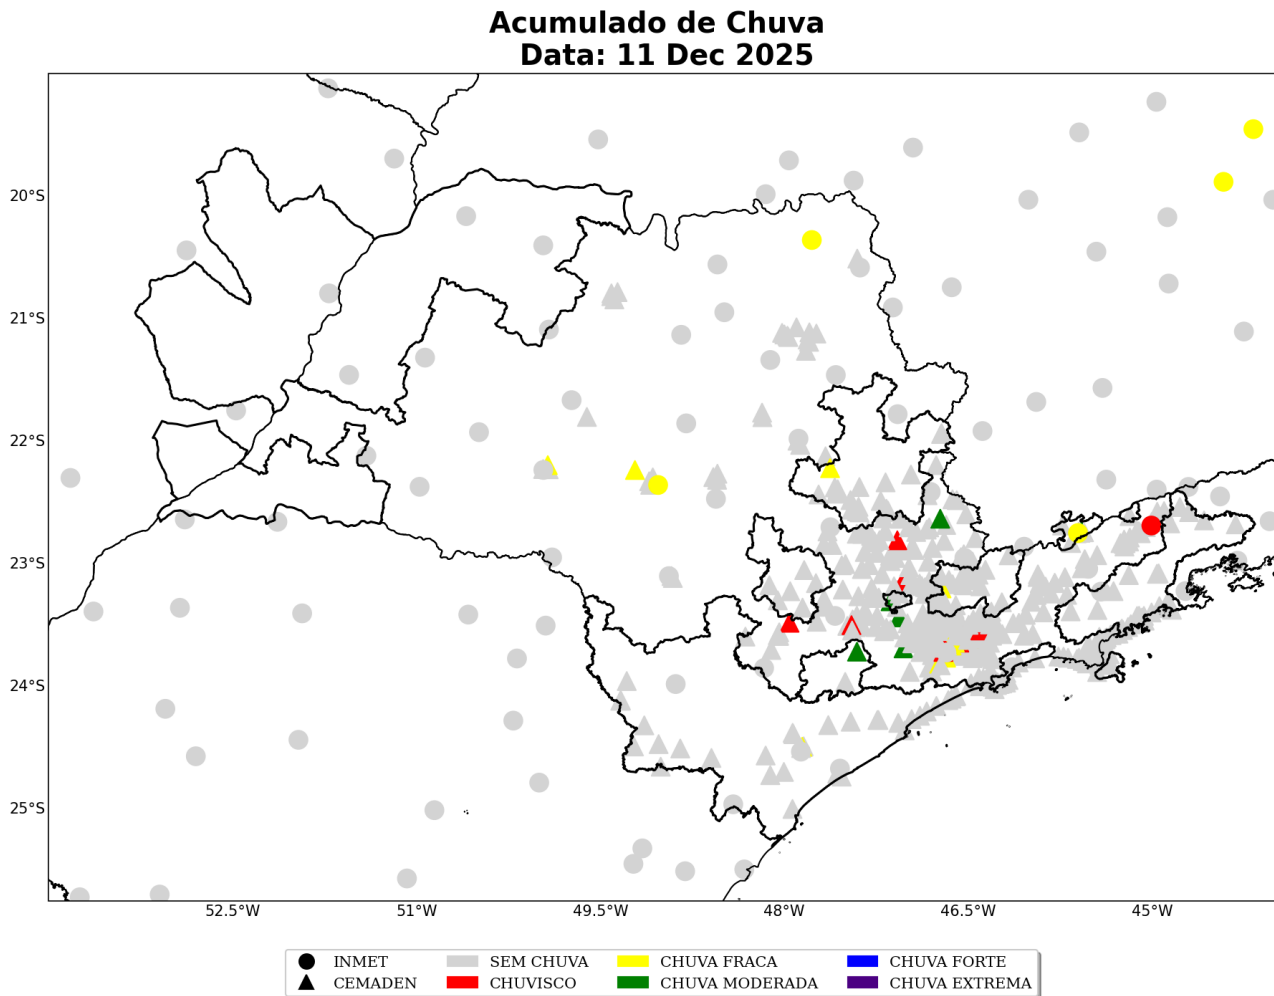 Acumulado de Chuva
Data: 11 Dec 2025
20°S
21°S
22°S
23°S
24°S
25°S
52.5°W 51°W 49.5°W 48°W 46.5°W 45°W
INMET SEM CHUVA CHUVA FRACA CHUVA FORTE
CEMADEN CHUVISCO CHUVA MODERADA CHUVA EXTREMA